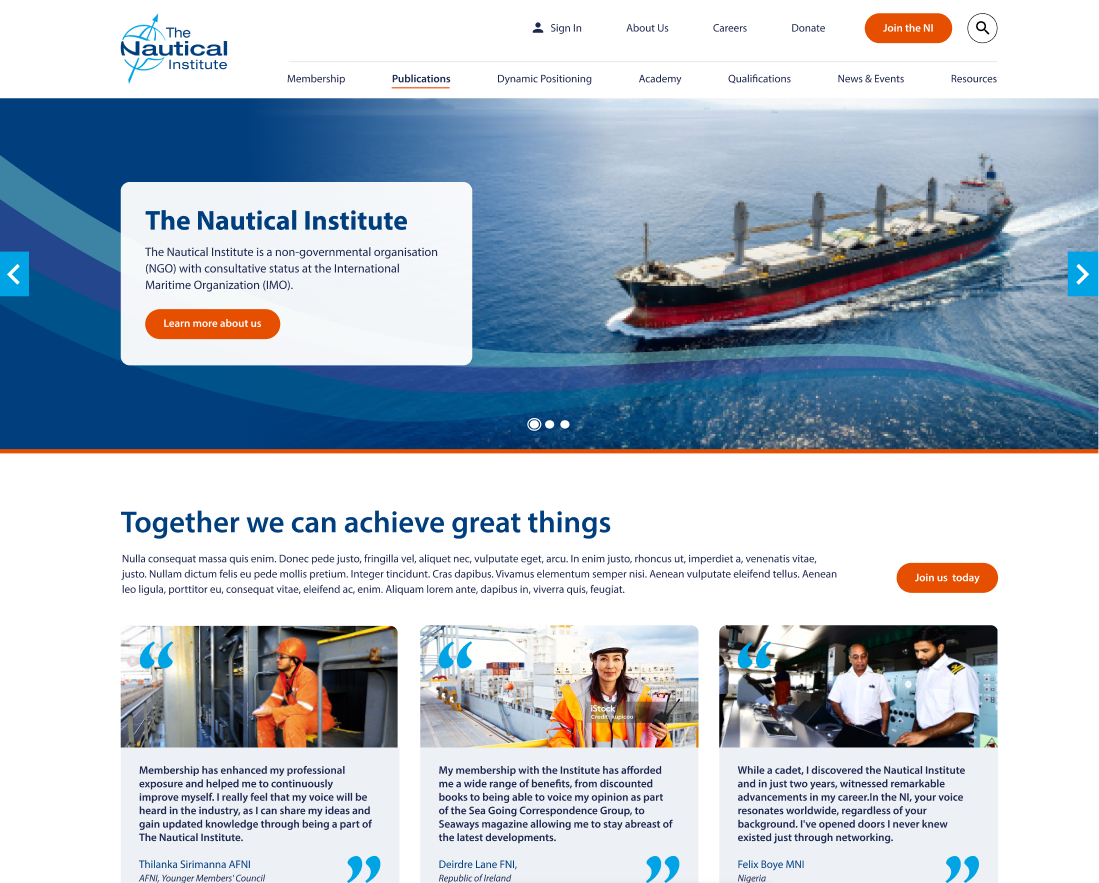 The
Nautical
Institute
Sign In
About Us
Careers
Donate
Join the NI
Membership
Publications
Dynamic Positioning
Academy
Qualifications
News & Events
Resources
The Nautical Institute
The Nautical Institute is a non-governmental organisation
(NGO) with consultative status at the International
Maritime Organization (IMO).
Learn more about us
Together we can achieve great things
Nulla consequat massa quis enim. Donec pede justo, fringilla vel, aliquet nec, vulputate eget, arcu. In enim justo, rhoncus ut, imperdiet a, venenatis vitae,
justo. Nullam dictum felis eu pede mollis pretium. Integer tincidunt. Cras dapibus. Vivamus elementum semper nisi. Aenean vulputate eleifend tellus. Aenean
leo ligula, porttitor eu, consequat vitae, eleifend ac, enim. Aliquam lorem ante, dapibus in, viverra quis, feugiat.
Join us today
“
Membership has enhanced my professional
exposure and helped me to continuously
improve myself. I really feel that my voice will be
heard in the industry, as I can share my ideas and
gain updated knowledge through being a part of
The Nautical Institute.
Thilanka Sirimanna AFNI
AFNI, Younger Members' Council
”
“
iStock
Credit: kupicoo
My membership with the Institute has afforded
me a wide range of benefits, from discounted
books to being able to voice my opinion as part
of the Sea Going Correspondence Group, to
Seaways magazine allowing me to stay abreast of
the latest developments.
Deirdre Lane FNI,
Republic of Ireland
”
“
While a cadet, I discovered the Nautical Institute
and in just two years, witnessed remarkable
advancements in my career.In the NI, your voice
resonates worldwide, regardless of your
background. I've opened doors I never knew
existed just through networking.
Felix Boye MNI
Nigeria
”